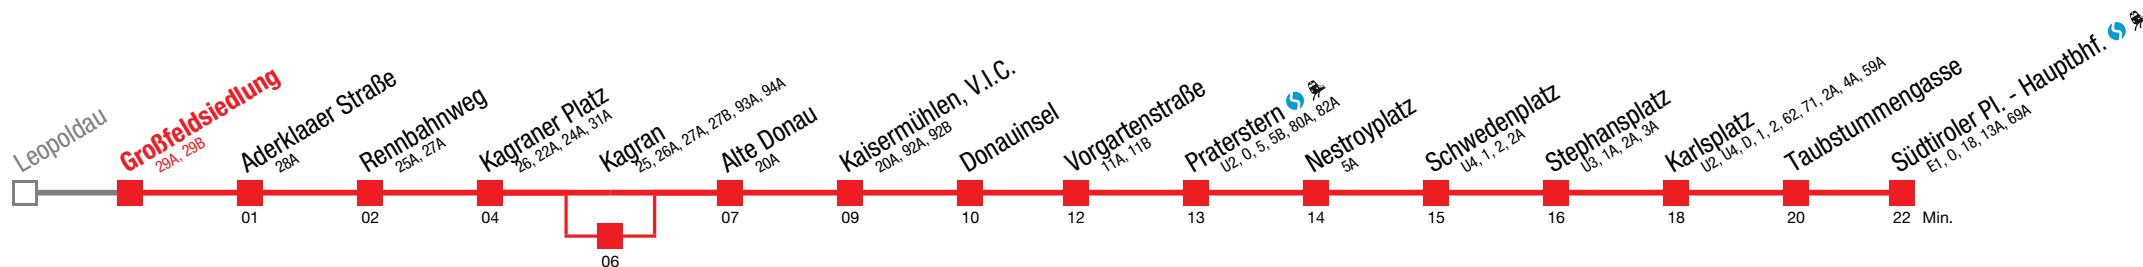 Leopoldau
Großfeldsiedlung
29A, 29B
Aderklaaer Straße
28A
01
Rennbahnweg
25A, 27A
02
Kagraner Platz
26, 22A, 24A, 31A
04
Kagran
25, 26A, 27A, 27B, 93A, 94A
06
Alte Donau
20A
07
Kaisermühlen, V.I.C.
20A, 92A, 92B
09
Donauinsel
10
Vorgartenstraße
11A, 11B
12
Praterstern
U2, O, 5, 5B, 80A, 82A
13
Nestroyplatz
5A
14
Schwedenplatz
U4, 1, 2, 2A
15
Stephansplatz
U3, 1A, 2A, 3A
16
Karlsplatz
U2, U4, D, 1, 2, 62, 71, 2A, 4A, 59A
18
Taubstummengasse
20
Südtiroler Pl. - Hauptbhf.
E1, O, 18, 13A, 69A
22 Min.